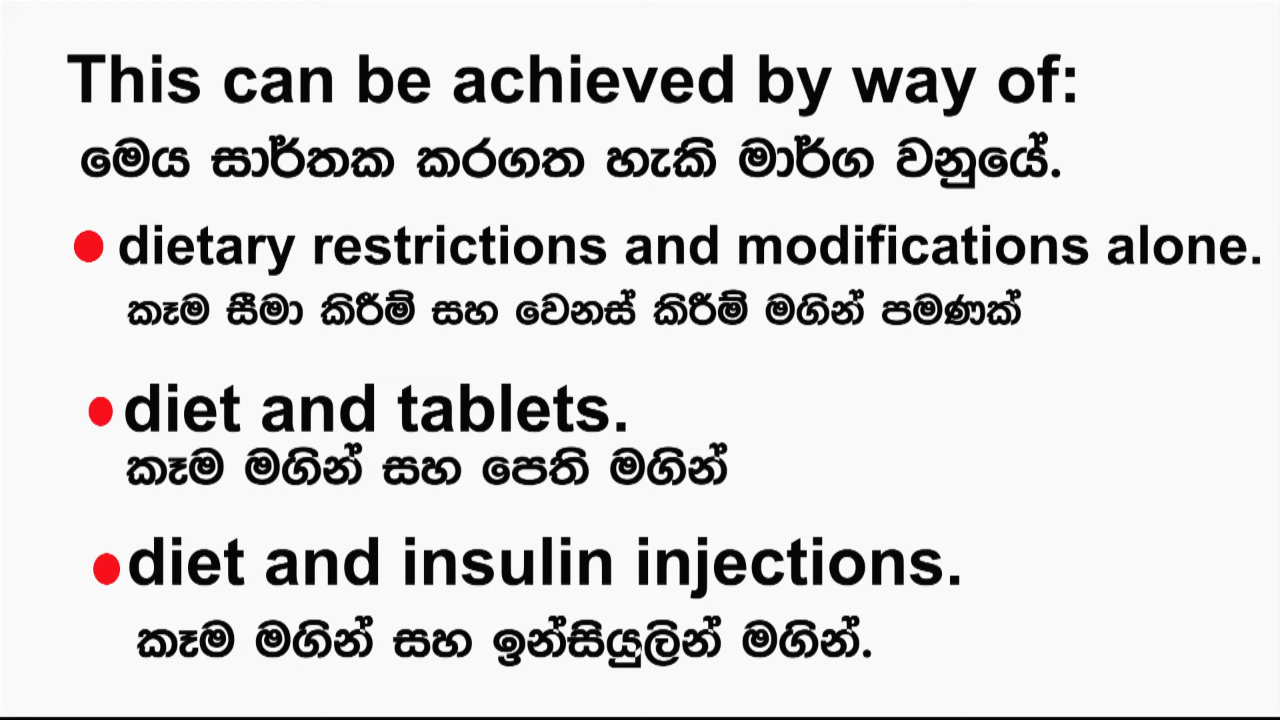 This can be achieved by way of:
මෙය සාර්තක කරගත හැකි මාර්ග වනුයේ.
dietary restrictions and modifications alone.
කෑම සීමා කිරීම් සහ වෙනස් කිරීම් මගින් පමණක්
diet and tablets.
කෑම මගින් සහ පෙති මගින්
diet and insulin injections.
කෑම මගින් සහ ඉන්සියුලින් මගින්.